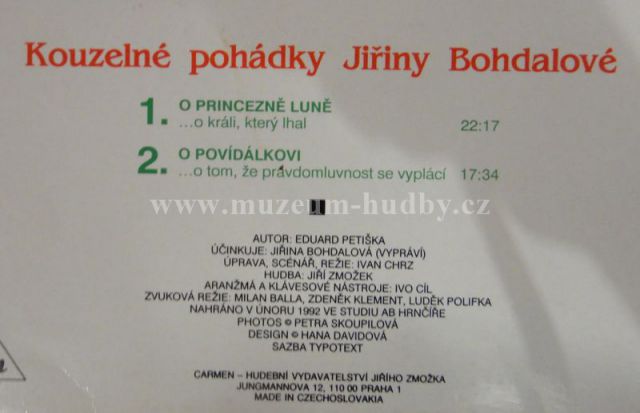 Kouzelné pohádky Jiřiny Bohdalové
1. O PRINCEZNĚ LUNĚ
...o králi, který lhal 22:17
2. O POVÍDÁLKOVI
...o tom, že pravdomluvnost se vyplácí 17:34
www.muzeum-hudby.cz
AUTOR: EDUARD PETIŠKA
ÚČINKUJE: JIŘINA BOHDALOVÁ (VYPRÁVÍ)
ÚPRAVA, SCÉNÁŘ, REŽIE: IVAN CHRZ
HUDBA: JIŘÍ ZMOŽEK
ARANŽMÁ A KLÁVESOVÉ NÁSTROJE: IVO CÍL
ZVUKOVÁ REŽIE: MILAN BALLA, ZDENĚK KLEMENT, LUDĚK POLIFKA
NAHRÁNO V ÚNORU 1992 VE STUDIU AB HRNČÍŘE
PHOTOS © PETRA SKOUPILOVÁ
DESIGN © HANA DAVIDOVÁ
SAZBA TYPOTEXT
CARMEN – HUDEBNÍ VYDAVATELSTVÍ JIŘÍHO ZMOŽKA
JUNGMANNOVA 12, 110 00 PRAHA 1
MADE IN CZECHOSLOVAKIA